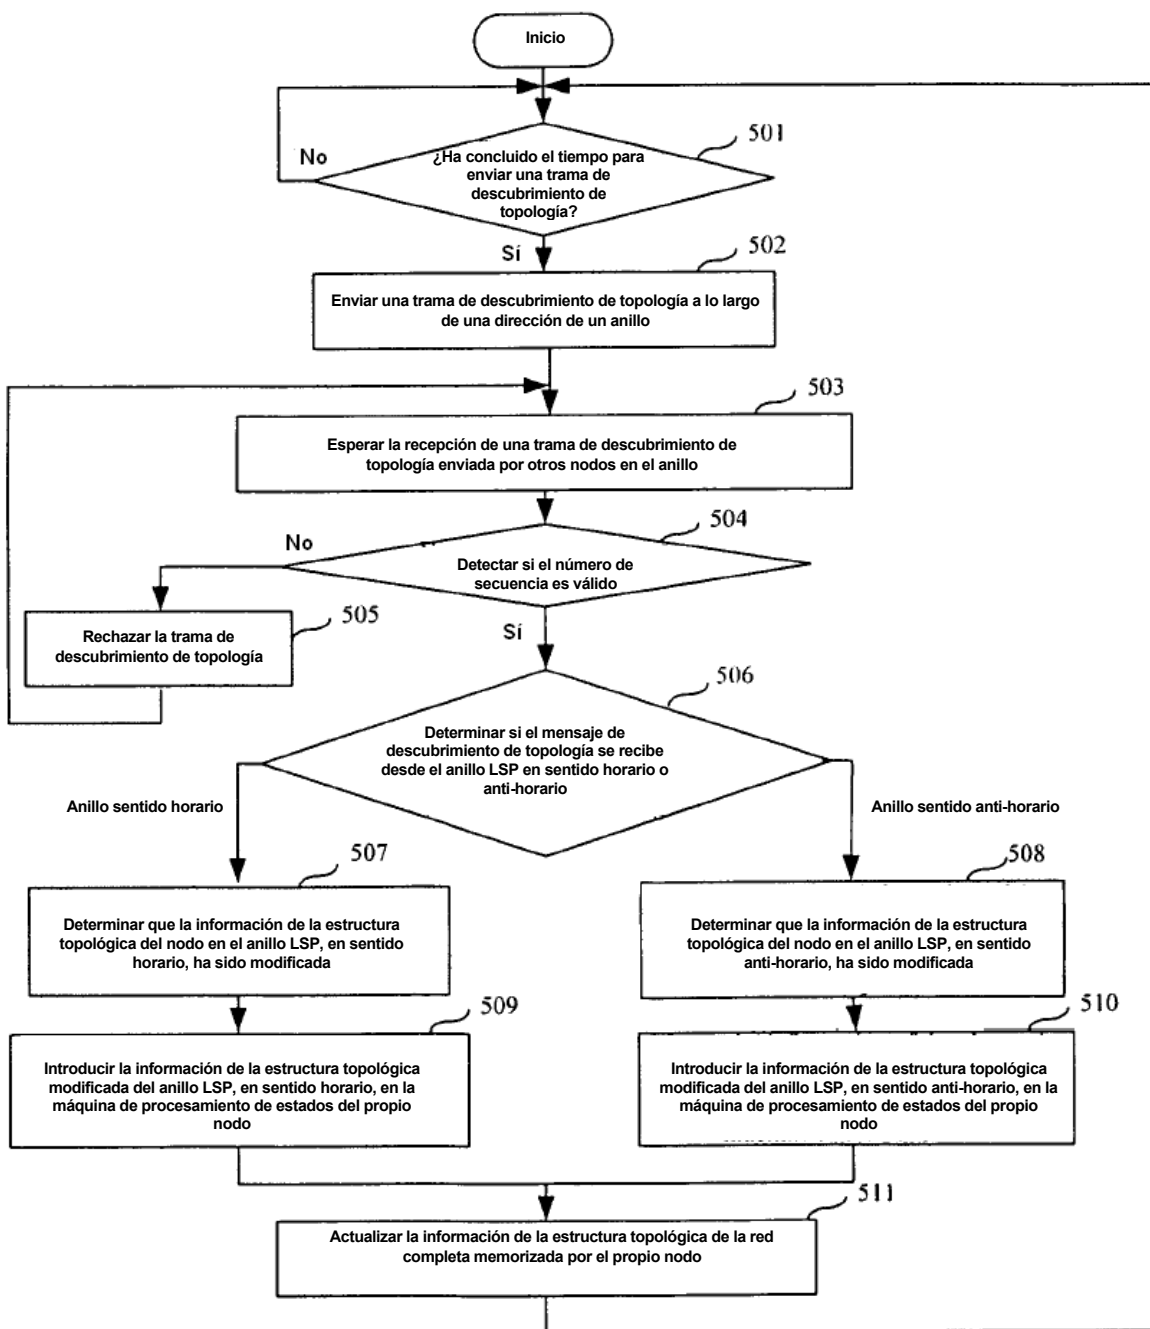 Inicio
501
No
¿Ha concluido el tiempo para
enviar una trama de
descubrimiento de
topología?
Sí
502
Enviar una trama de descubrimiento de topología a lo largo
de una dirección de un anillo
503
Esperar la recepción de una trama de descubrimiento de
topología enviada por otros nodos en el anillo
504
No
Detectar si el número de
secuencia es válido
505
Rechazar la trama de
descubrimiento de topología
Sí
506
Determinar si el mensaje de
descubrimiento de topología se recibe
desde el anillo LSP en sentido horario o
anti-horario
Anillo sentido horario
Anillo sentido anti-horario
507
Determinar que la información de la estructura
topológica del nodo en el anillo LSP, en sentido
horario, ha sido modificada
508
Determinar que la información de la estructura
topológica del nodo en el anillo LSP, en sentido
anti-horario, ha sido modificada
509
Introducir la información de la estructura topológica
modificada del anillo LSP, en sentido horario, en la
máquina de procesamiento de estados del propio
nodo
510
Introducir la información de la estructura topológica
modificada del anillo LSP, en sentido anti-horario, en la
máquina de procesamiento de estados del propio
nodo
511
Actualizar la información de la estructura topológica de la red
completa memorizada por el propio nodo